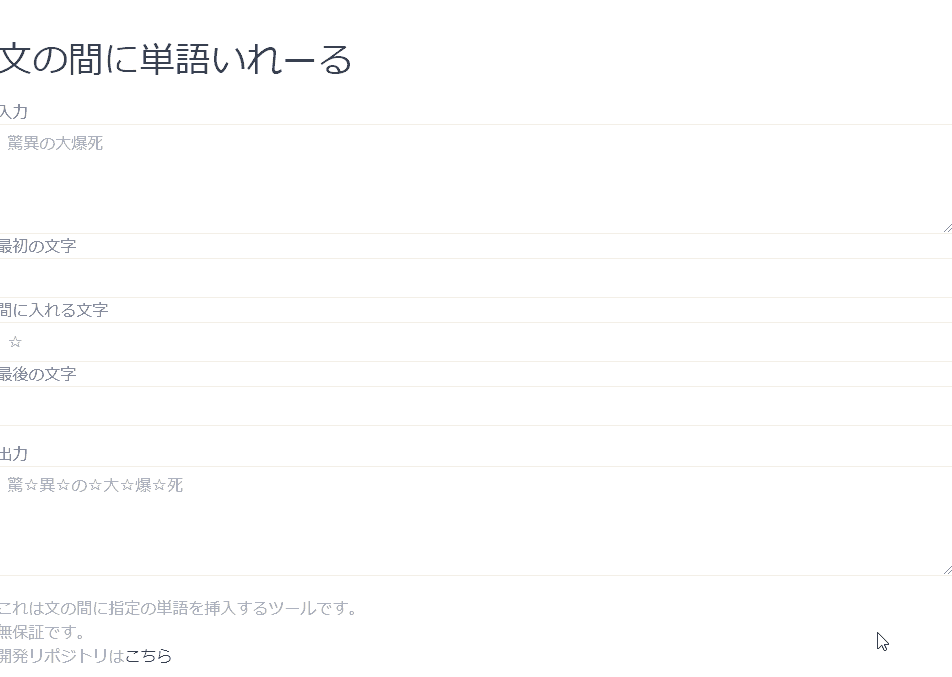 文の間に単語いれーる
入力
驚異の大爆死
最初の文字
間に入れる文字
☆
最後の文字
出力
驚☆異☆の☆大☆爆☆死
これは文の間に指定の単語を挿入するツールです。
無保証です。
開発リポジトリはこちら